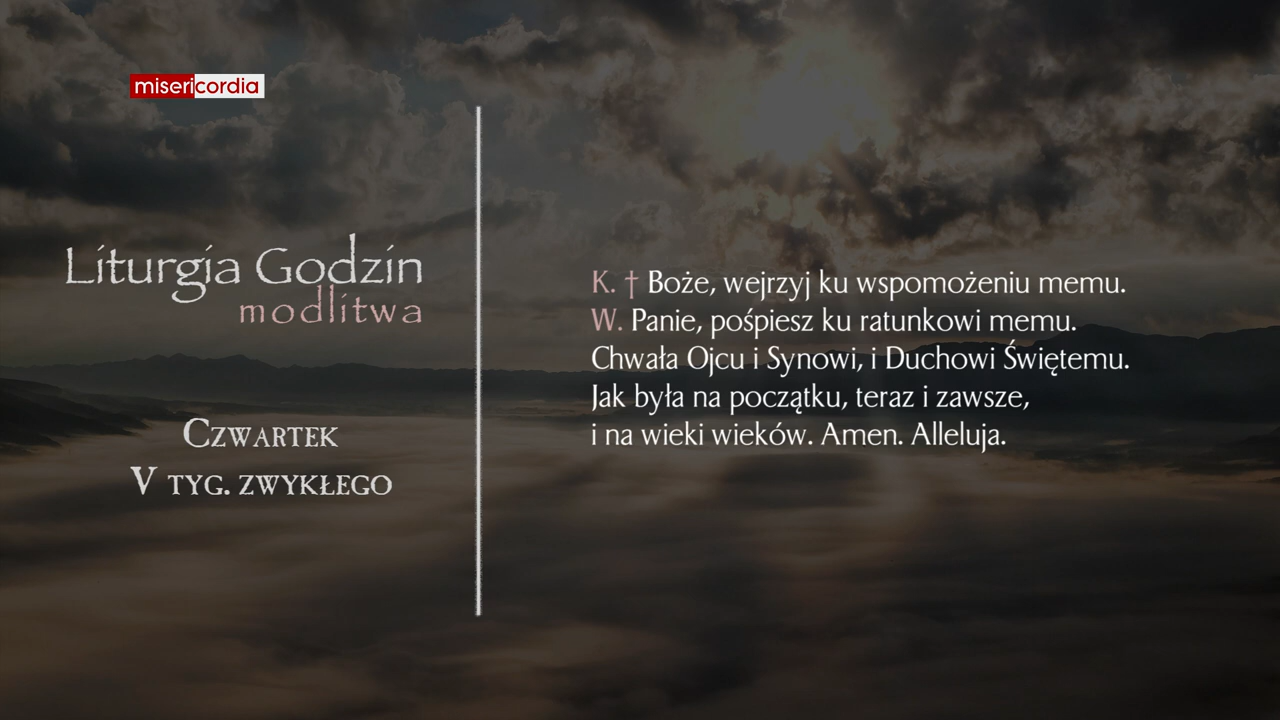 misericordia
Liturgia Godzin
modlitwa
Czwartek
V tyg. zwykłego
K. † Boże, wejrzyj ku wspomożeniu memu.
W. Panie, pośpiesz ku ratunkowi memu.
Chwała Ojcu i Synowi, i Duchowi Świętemu.
Jak była na początku, teraz i zawsze,
i na wieki wieków. Amen. Alleluja.